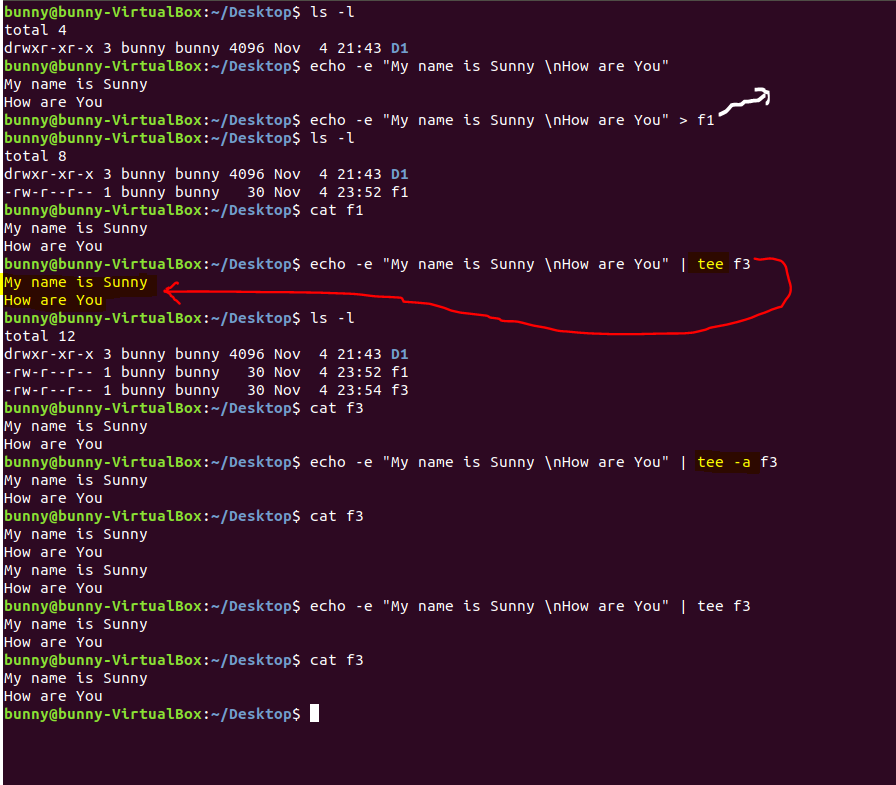 bunny@bunny-VirtualBox:~/Desktop$ ls -l
total 4
drwxr-xr-x 3 bunny bunny 4096 Nov  4 21:43 D1
bunny@bunny-VirtualBox:~/Desktop$ echo -e "My name is Sunny \nHow are You"
My name is Sunny
How are You
bunny@bunny-VirtualBox:~/Desktop$ echo -e "My name is Sunny \nHow are You" > f1
bunny@bunny-VirtualBox:~/Desktop$ ls -l
total 8
drwxr-xr-x 3 bunny bunny 4096 Nov  4 21:43 D1
-rw-r--r-- 1 bunny bunny   30 Nov  4 23:52 f1
bunny@bunny-VirtualBox:~/Desktop$ cat f1
My name is Sunny
How are You
bunny@bunny-VirtualBox:~/Desktop$ echo -e "My name is Sunny \nHow are You" | tee f3
My name is Sunny
How are You
bunny@bunny-VirtualBox:~/Desktop$ ls -l
total 12
drwxr-xr-x 3 bunny bunny 4096 Nov  4 21:43 D1
-rw-r--r-- 1 bunny bunny   30 Nov  4 23:52 f1
-rw-r--r-- 1 bunny bunny   30 Nov  4 23:54 f3
bunny@bunny-VirtualBox:~/Desktop$ cat f3
My name is Sunny
How are You
bunny@bunny-VirtualBox:~/Desktop$ echo -e "My name is Sunny \nHow are You" | tee -a f3
My name is Sunny
How are You
bunny@bunny-VirtualBox:~/Desktop$ cat f3
My name is Sunny
How are You
My name is Sunny
How are You
bunny@bunny-VirtualBox:~/Desktop$ echo -e "My name is Sunny \nHow are You" | tee f3
My name is Sunny
How are You
bunny@bunny-VirtualBox:~/Desktop$ cat f3
My name is Sunny
How are You
bunny@bunny-VirtualBox:~/Desktop$